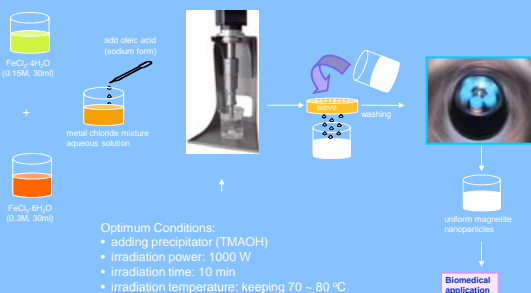 FeCl₂·4H₂O
(0.15M, 30ml)
+
FeCl₃·6H₂O
(0.3M, 30ml)
add oleic acid
(sodium form)
metal chloride mixture
aqueous solution
sieve
washing
uniform magnetite
nanoparticles
Biomedical
application
Optimum Conditions:
• adding precipitator (TMAOH)
• irradiation power: 1000 W
• irradiation time: 10 min
• irradiation temperature: keeping 70 ~ 80 ºC